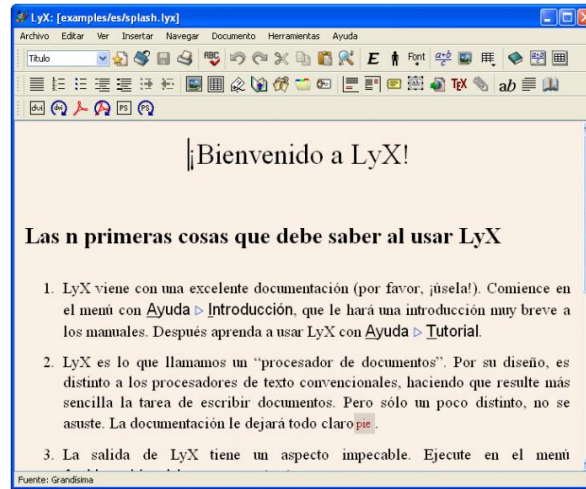 LyX: [examples/es/splash.lyx]
Archivo Editar Ver Insertar Navegar Documento Herramientas Ayuda
Título
¡Bienvenido a LyX!
Las n primeras cosas que debe saber al usar LyX
1. LyX viene con una excelente documentación (por favor, ¡úsela!). Comience en
el menú con Ayuda ▷ Introducción, que le hará una introducción muy breve a
los manuales. Después aprenda a usar LyX con Ayuda ▷ Tutorial.
2. LyX es lo que llamamos un “procesador de documentos”. Por su diseño, es
distinto a los procesadores de texto convencionales, haciendo que resulte más
sencilla la tarea de escribir documentos. Pero sólo un poco distinto, no se
asuste. La documentación le dejará todo claro pie.
3. La salida de LyX tiene un aspecto impecable. Ejecute en el menú
Fuente: Grandísima